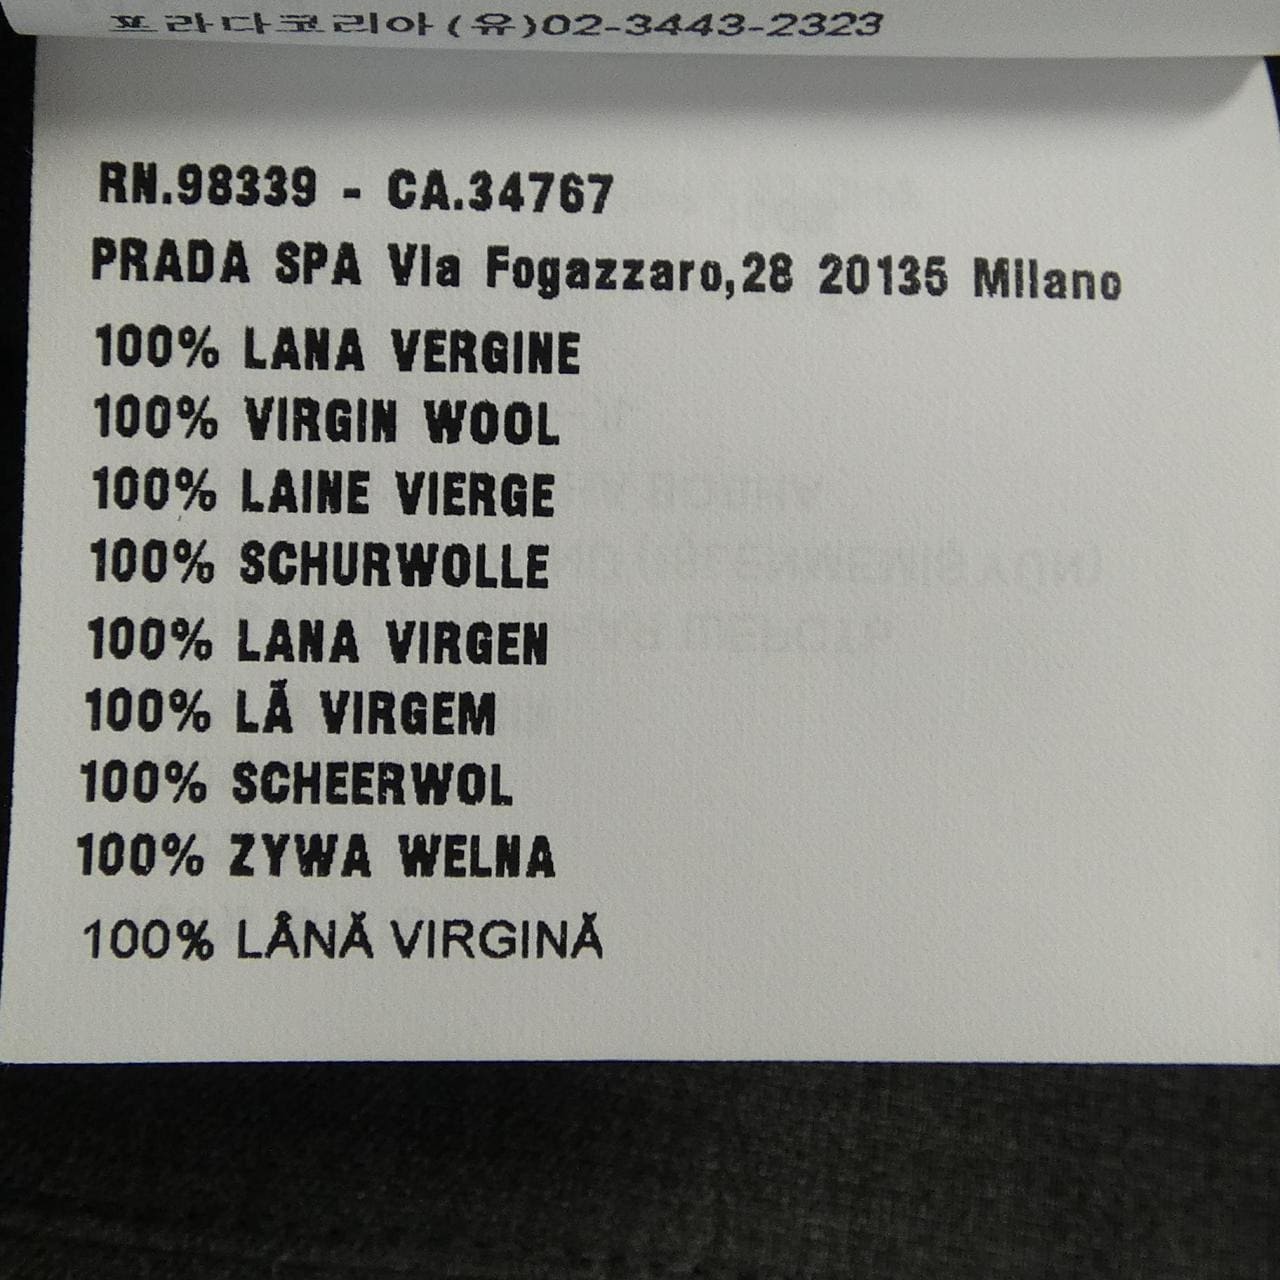 프라다코리아(유)02-3443-2323
RN.98339 - CA.34767
PRADA SPA VIa Fogazzaro,28 20135 MIlano
100% LANA VERGINE
100% VIRGIN WOOL
100% LAINE VIERGE
100% SCHURWOLLE
100% LANA VIRGEN
100% LÃ VIRGEM
100% SCHEERWOL
100% ZYWA WELNA
100% LÂNĂ VIRGINĂ